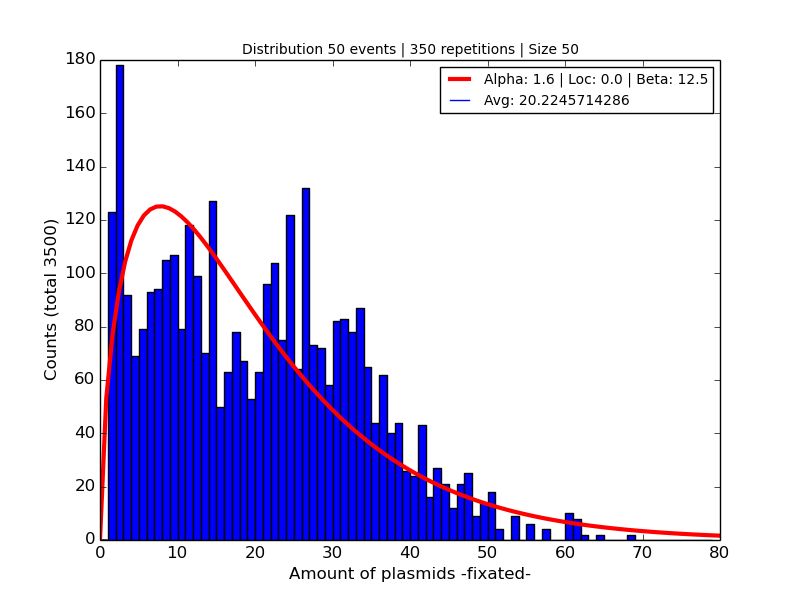 Distribution 50 events | 350 repetitions | Size 50
Alpha: 1.6 | Loc: 0.0 | Beta: 12.5
Avg: 20.2245714286
180
160
140
120
100
80
60
40
20
0
Counts (total 3500)
0 10 20 30 40 50 60 70 80
Amount of plasmids -fixated-